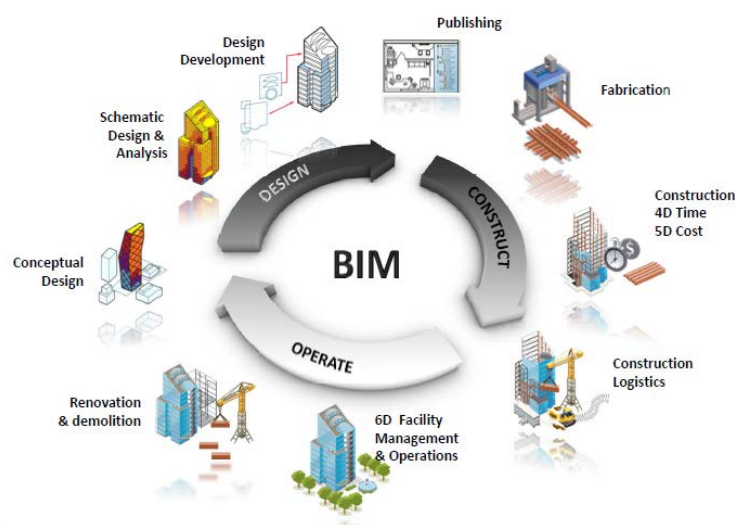 Publishing
Design
Development
Fabrication
Schematic
Design &
Analysis
DESIGN
CONSTRUCT
Construction
4D Time
5D Cost
BIM
Conceptual
Design
OPERATE
Construction
Logistics
Renovation
& demolition
6D Facility
Management
& Operations